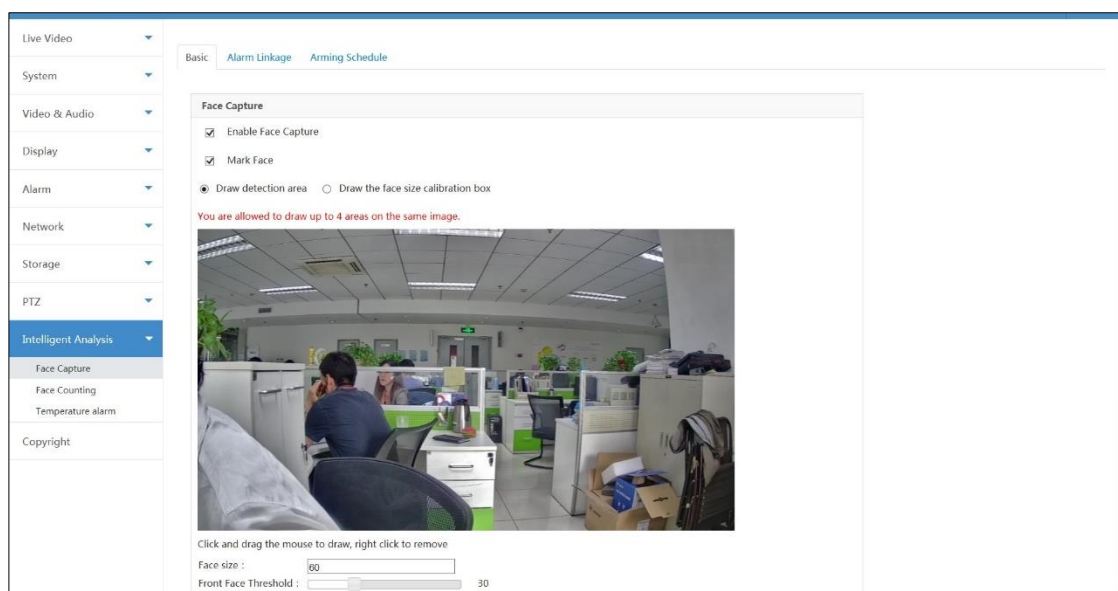 Live Video
System
Video & Audio
Display
Alarm
Network
Storage
PTZ
Intelligent Analysis
Face Capture
Face Counting
Temperature alarm
Copyright
Basic Alarm Linkage Arming Schedule
Face Capture
Enable Face Capture
Mark Face
Draw detection area Draw the face size calibration box
You are allowed to draw up to 4 areas on the same image.
Click and drag the mouse to draw, right click to remove
Face size : 60
Front Face Threshold : 30